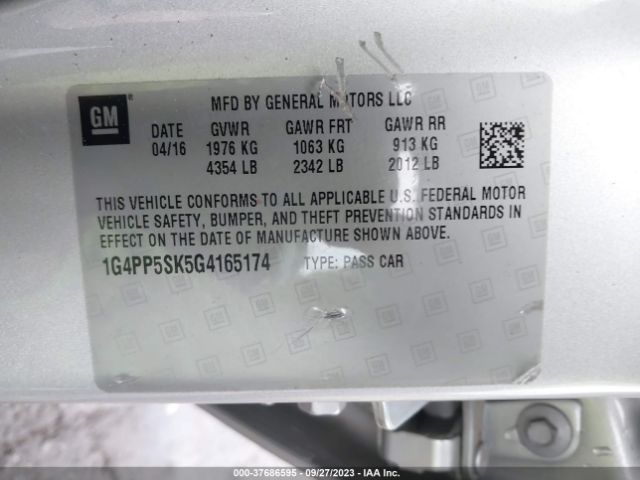 GM
MFD BY GENERAL MOTORS LLC
DATE GVWR GAWR FRT GAWR RR
04/16 1976 KG 1063 KG 913 KG
4354 LB 2342 LB 2012 LB
THIS VEHICLE CONFORMS TO ALL APPLICABLE U.S. FEDERAL MOTOR
VEHICLE SAFETY, BUMPER, AND THEFT PREVENTION STANDARDS IN
EFFECT ON THE DATE OF MANUFACTURE SHOWN ABOVE.
1G4PP5SK5G4165174 TYPE: PASS CAR
000-37686595 - 09/27/2023 - IAA Inc.